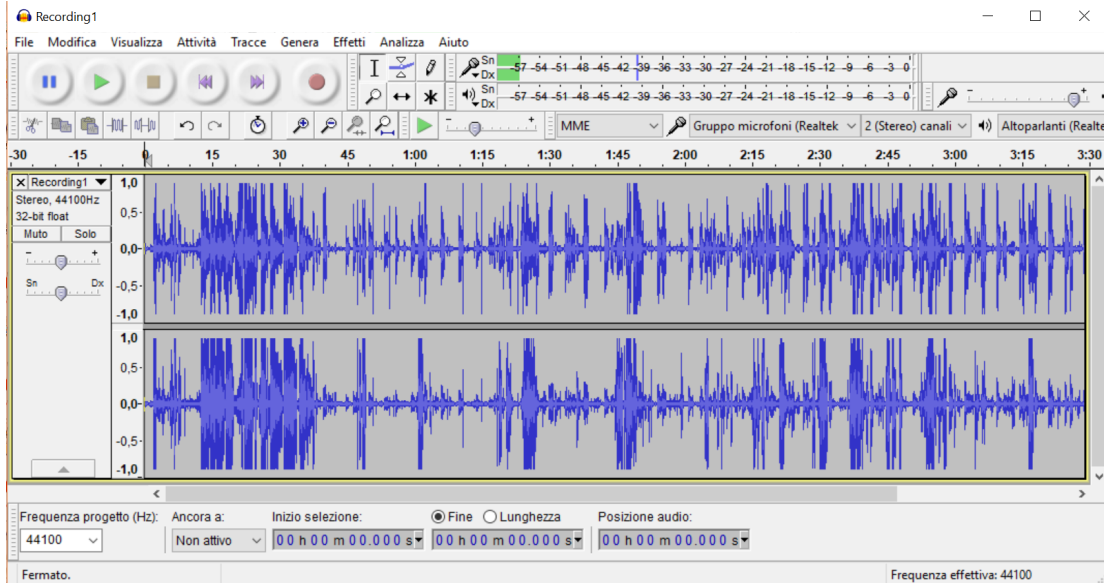 Recording1
File Modifica Visualizza Attività Tracce Genera Effetti Analizza Aiuto
Sn
Dx
-57 -54 -51 -48 -45 -42 -39 -36 -33 -30 -27 -24 -21 -18 -15 -12 -9 -6 -3 0
Sn
Dx
-57 -54 -51 -48 -45 -42 -39 -36 -33 -30 -27 -24 -21 -18 -15 -12 -9 -6 -3 0
- +
- +
MME Gruppo microfoni (Realtek 2 (Stereo) canali Altoparlanti (Realte
-30 -15 0 15 30 45 1:00 1:15 1:30 1:45 2:00 2:15 2:30 2:45 3:00 3:15 3:30
Recording1
Stereo, 44100Hz
32-bit float
Muto Solo
- +
Sn Dx
1,0
0,5-
0,0-
-0,5-
-1,0
1,0
0,5-
0,0-
-0,5-
-1,0
Frequenza progetto (Hz): Ancora a: Inizio selezione: Fine Lunghezza Posizione audio:
44100 Non attivo 00 h 00 m 00.000 s 00 h 00 m 00.000 s 00 h 00 m 00.000 s
Fermato. Frequenza effettiva: 44100